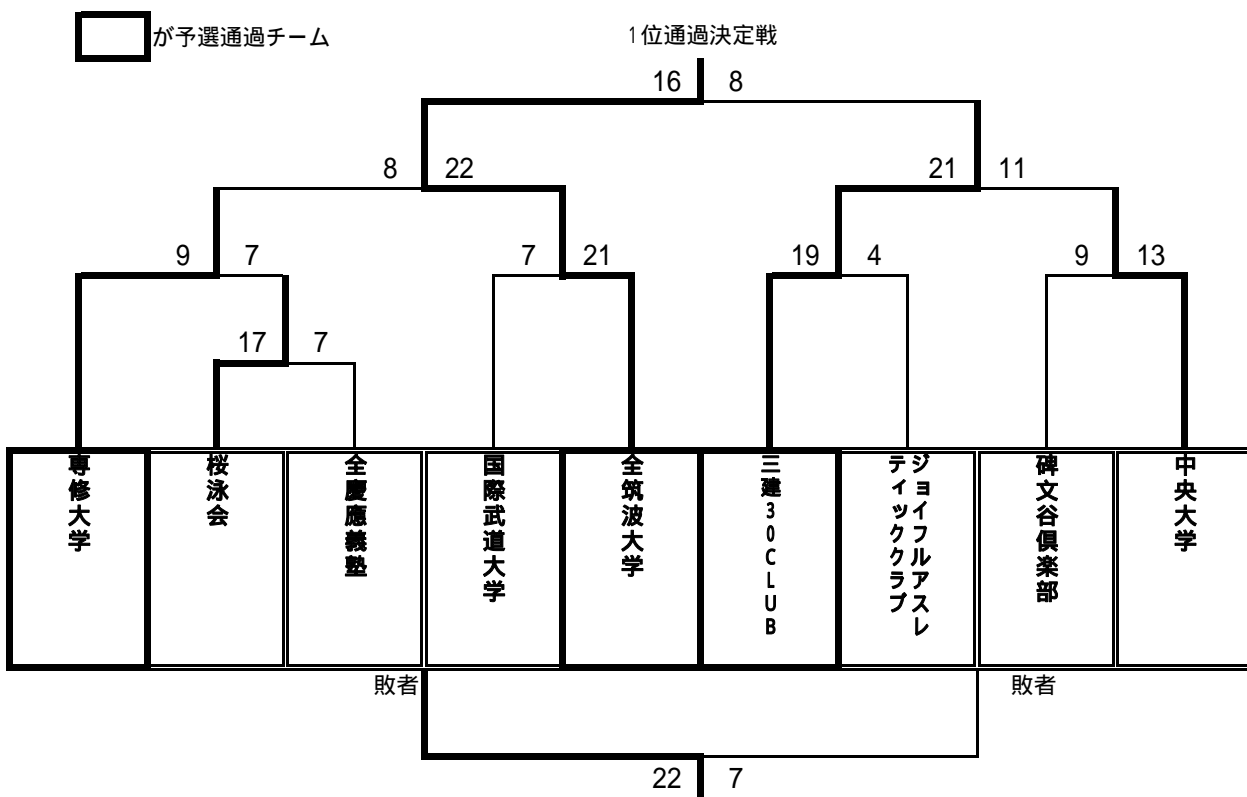 が予選通過チーム
1位通過決定戦
16 8
8 22 21 11
9 7 7 21 19 4 9 13
17 7
専修大学
桜泳会
全慶應義塾
国際武道大学
全筑波大学
三建30CLUB
ジョイフルアスレ
ティッククラブ
碑文谷倶楽部
中央大学
敗者 敗者
22 7